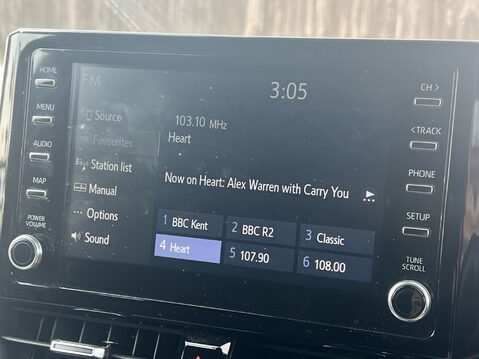 FM
3:05
HOME
MENU
AUDIO
MAP
POWER
VOLUME
Source
Favourites
Station list
Manual
Options
Sound
103.10 MHz
Heart
Now on Heart: Alex Warren with Carry You
1 BBC Kent
2 BBC R2
3 Classic
4 Heart
5 107.90
6 108.00
CH >
< TRACK
PHONE
SETUP
TUNE
SCROLL